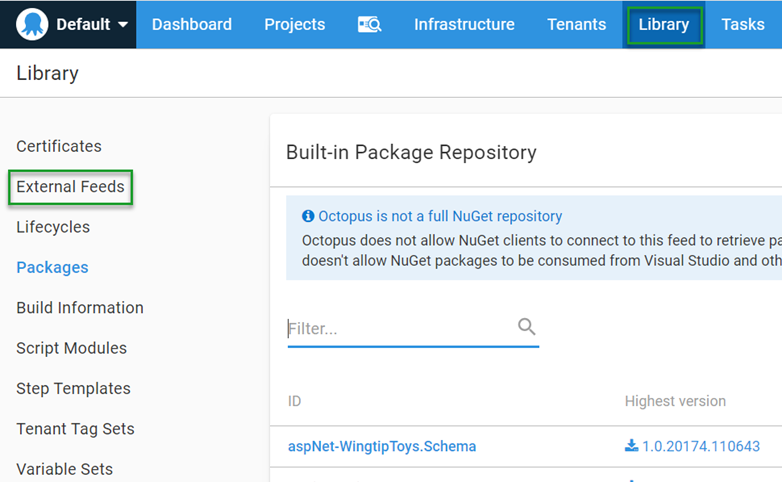 Default Dashboard Projects Infrastructure Tenants Library Tasks
Library
Certificates
External Feeds
Lifecycles
Packages
Build Information
Script Modules
Step Templates
Tenant Tag Sets
Variable Sets
Built-in Package Repository
Octopus is not a full NuGet repository
Octopus does not allow NuGet clients to connect to this feed to retrieve pa
doesn't allow NuGet packages to be consumed from Visual Studio and oth
Filter...
ID Highest version
aspNet-WingtipToys.Schema 1.0.20174.110643